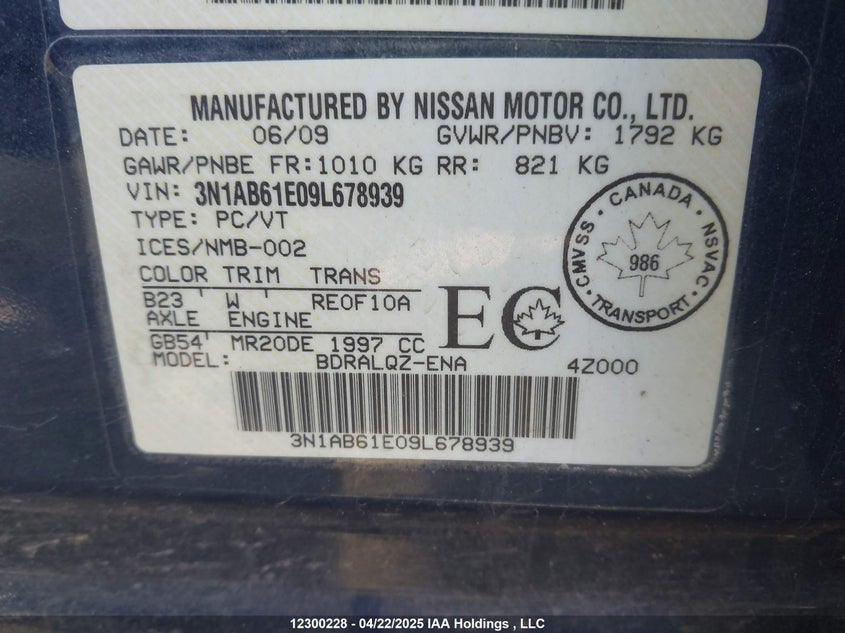 MANUFACTURED BY NISSAN MOTOR CO., LTD.
DATE: 06/09 GVWR/PNBV: 1792 KG
GAWR/PNBE FR:1010 KG RR: 821 KG
VIN: 3N1AB61E09L678939
TYPE: PC/VT
ICES/NMB-002
COLOR TRIM TRANS
B23 ' W ' RE0F10A
AXLE ENGINE
GB54' MR20DE 1997 CC
MODEL: BDRALQZ-ENA 4Z000
EC
CANADA
CMVSS · NSVAC
986
TRANSPORT
3N1AB61E09L678939
12300228 - 04/22/2025 IAA Holdings , LLC